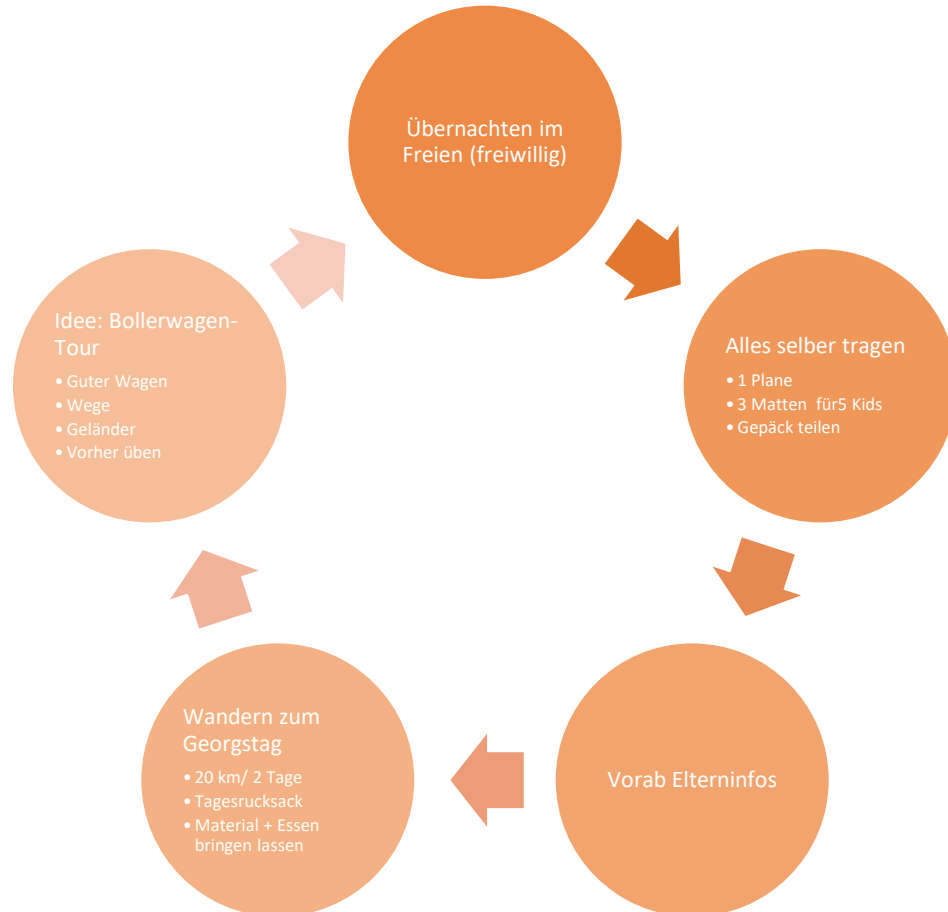 Übernachten im
Freien (freiwillig)
Alles selber tragen
• 1 Plane
• 3 Matten  für5 Kids
• Gepäck teilen
Vorab Elterninfos
Wandern zum
Georgstag
• 20 km/ 2 Tage
• Tagesrucksack
• Material + Essen
bringen lassen
Idee: Bollerwagen-
Tour
• Guter Wagen
• Wege
• Geländer
• Vorher üben